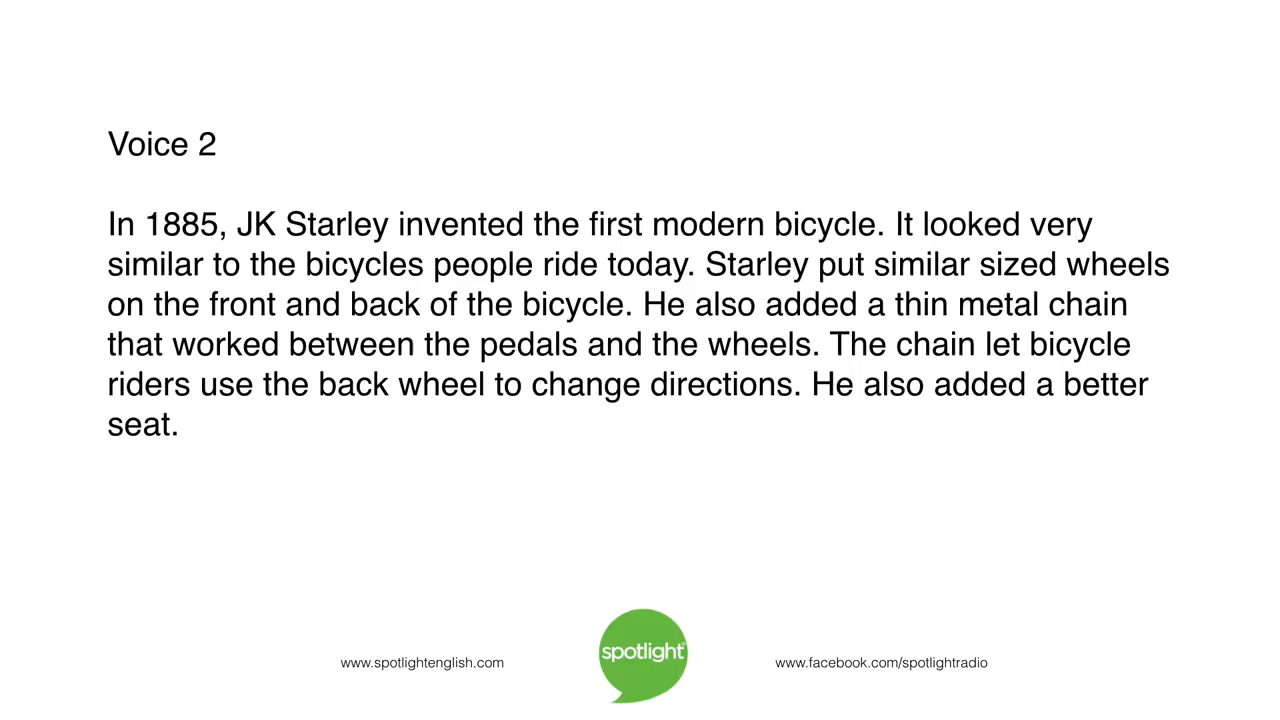 Voice 2
In 1885, JK Starley invented the first modern bicycle. It looked very
similar to the bicycles people ride today. Starley put similar sized wheels
on the front and back of the bicycle. He also added a thin metal chain
that worked between the pedals and the wheels. The chain let bicycle
riders use the back wheel to change directions. He also added a better
seat.
www.spotlightenglish.com
spotlight®
www.facebook.com/spotlightradio